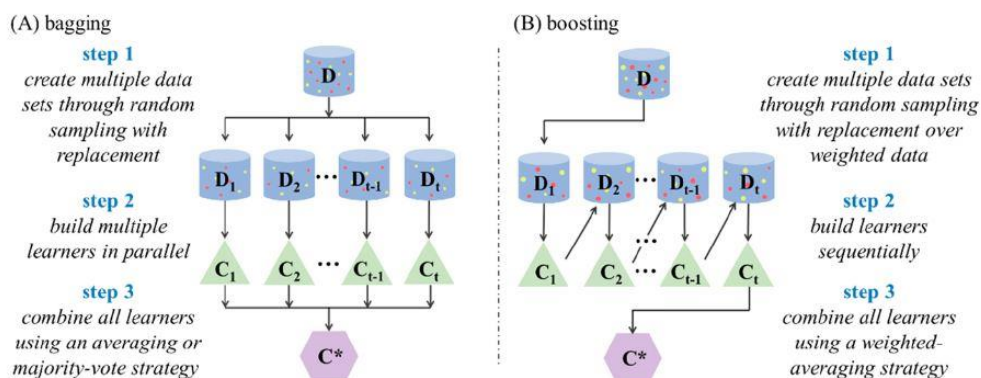 (A) bagging
step 1
create multiple data
sets through random
sampling with
replacement
step 2
build multiple
learners in parallel
step 3
combine all learners
using an averaging or
majority-vote strategy
D
D1 D2 ... Dt-1 Dt
C1 C2 ... Ct-1 Ct
C*
(B) boosting
D
D1 D2 ... Dt-1 Dt
...
C1 C2 ... Ct-1 Ct
C*
step 1
create multiple data sets
through random sampling
with replacement over
weighted data
step 2
build learners
sequentially
step 3
combine all learners
using a weighted-
averaging strategy